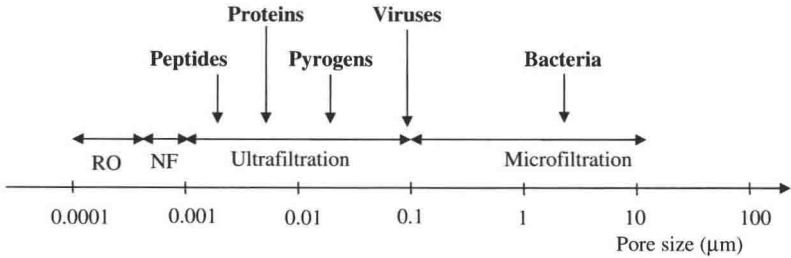 Proteins Viruses
Peptides Pyrogens Bacteria
RO NF Ultrafiltration Microfiltration
0.0001 0.001 0.01 0.1 1 10 100
Pore size (μm)